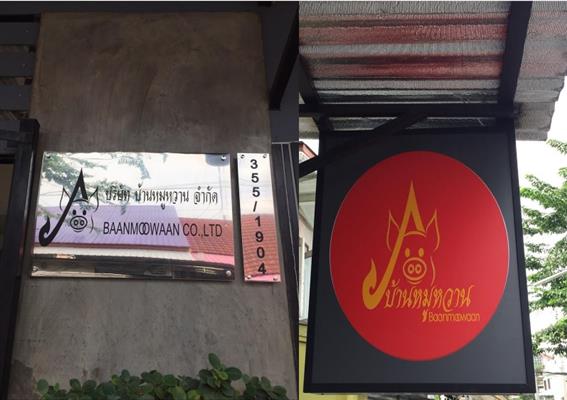 บริษัท บ้านหมูหวาน จำกัด
BAANMOOWAAN CO.,LTD
355/1904
บ้านหมูหวาน
Baanmoowaan